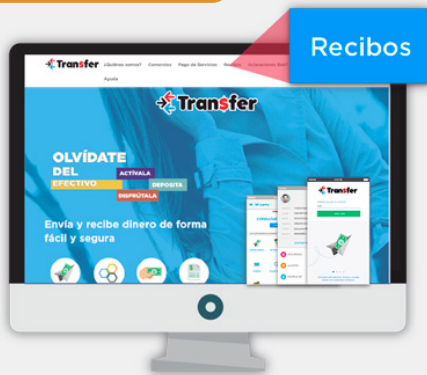 Recibos
Transfer ¿Quiénes somos? Comercios Pago de Servicios
Ayuda
Transfer
OLVÍDATE
DEL
EFECTIVO
ACTÍVALA
DEPOSITA
DISFRÚTALA
Envía y recibe dinero de forma
fácil y segura
Transfer